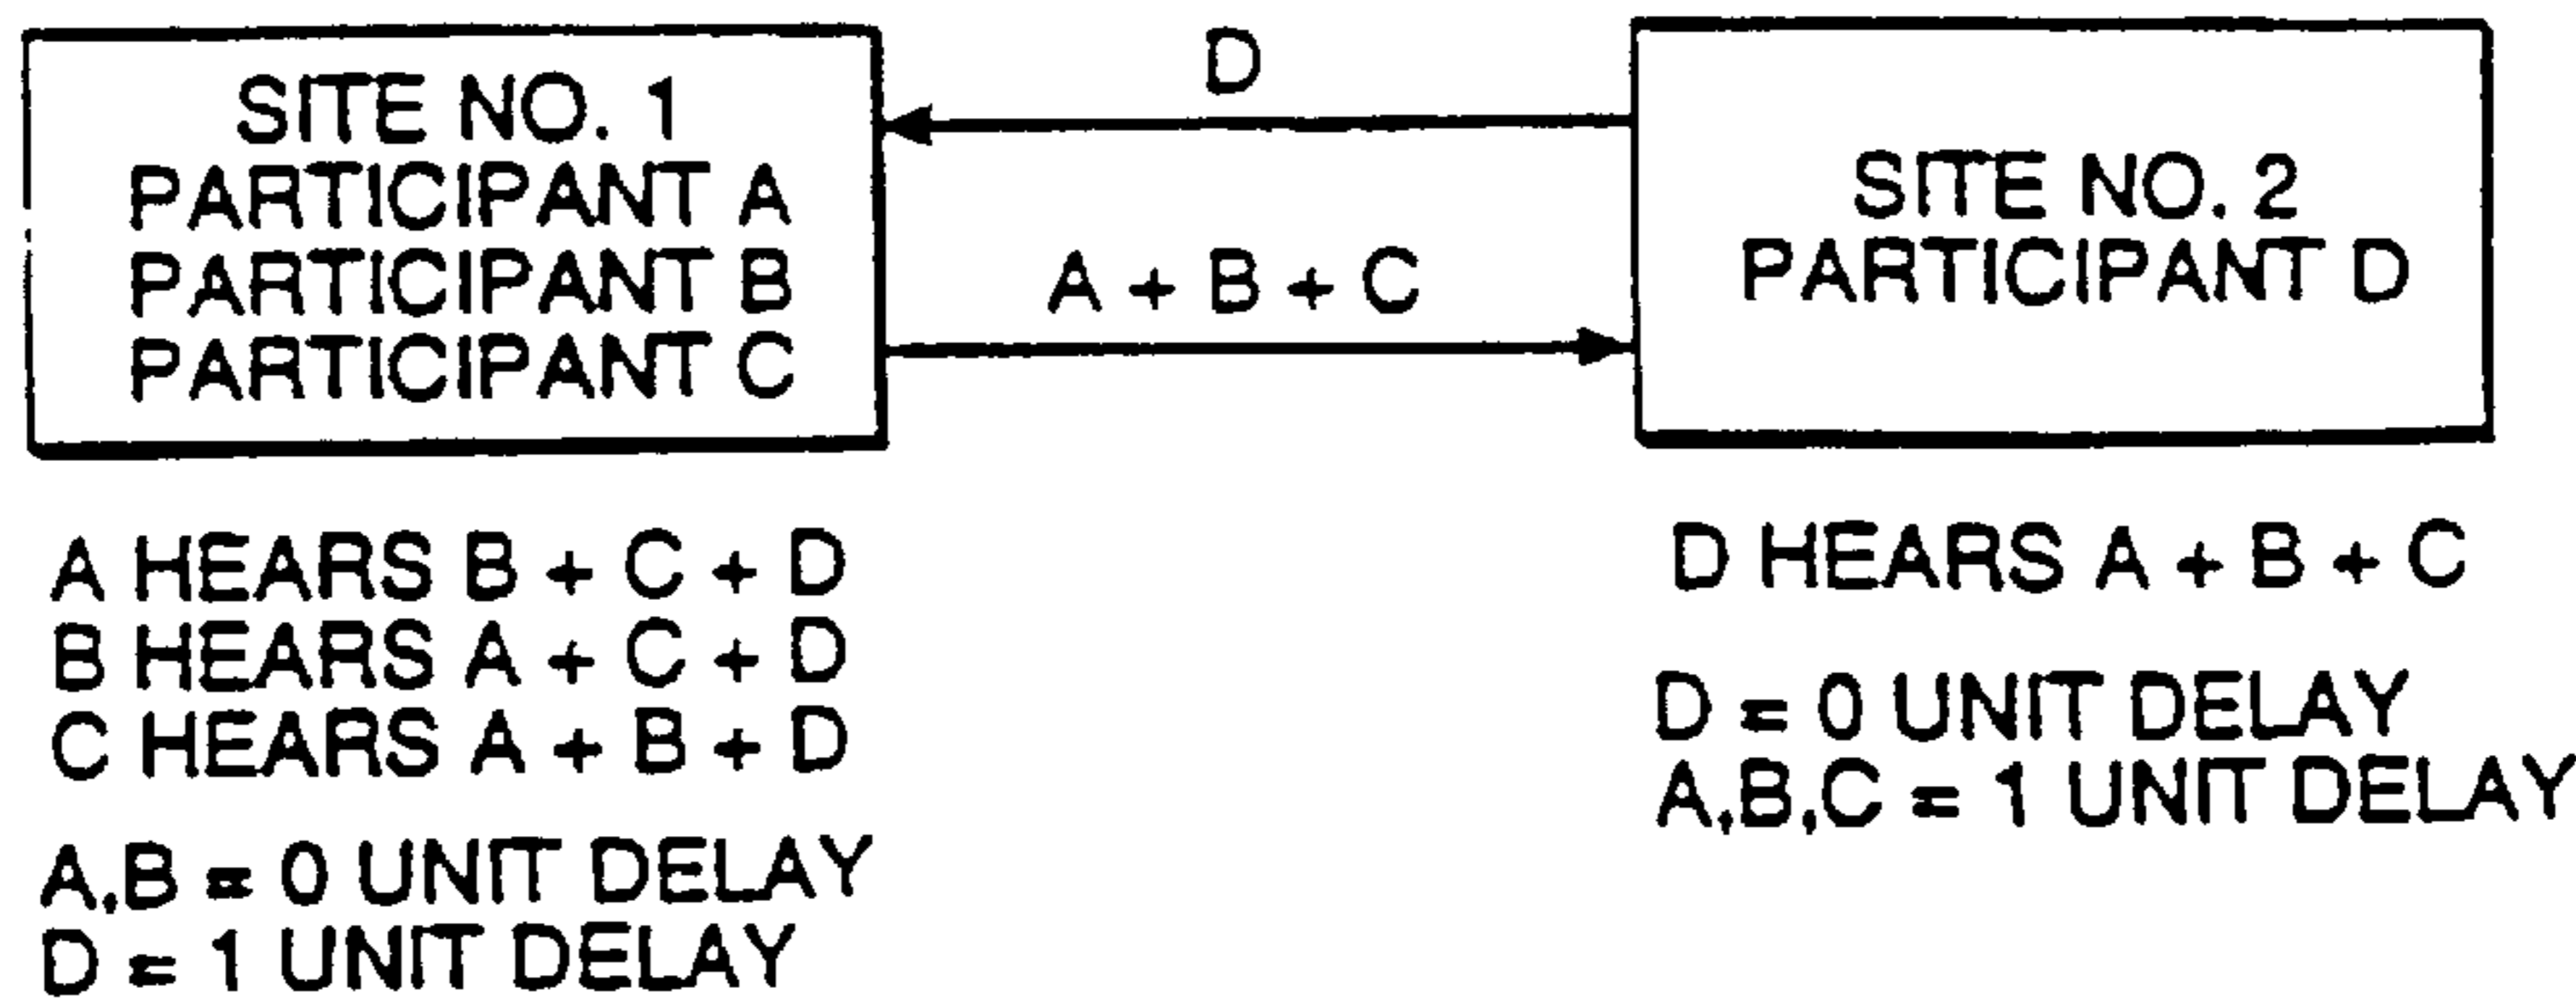 SITE NO. 1
PARTICIPANT A
PARTICIPANT B
PARTICIPANT C
D
A + B + C
SITE NO. 2
PARTICIPANT D
A HEARS B + C + D
B HEARS A + C + D
C HEARS A + B + D
A,B = 0 UNIT DELAY
D = 1 UNIT DELAY
D HEARS A + B + C
D = 0 UNIT DELAY
A,B,C = 1 UNIT DELAY